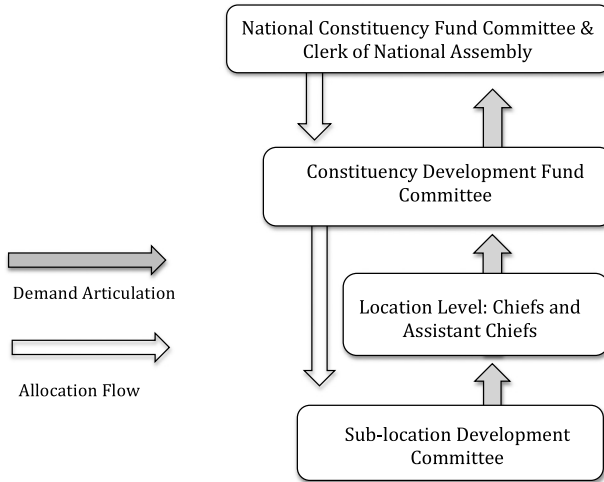 National Constituency Fund Committee &
Clerk of National Assembly
Constituency Development Fund
Committee
Demand Articulation
Location Level: Chiefs and
Assistant Chiefs
Allocation Flow
Sub-location Development
Committee